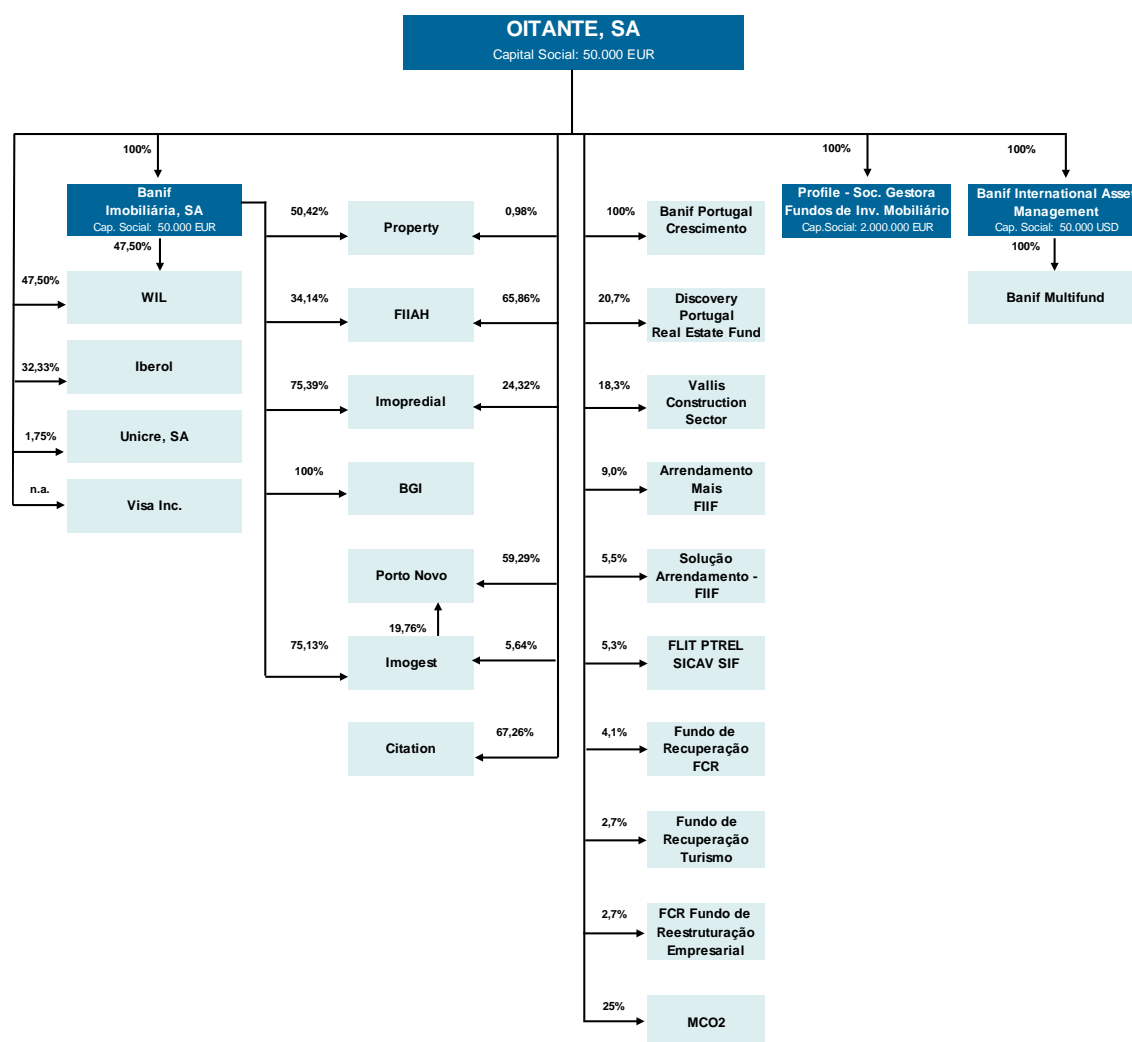 OITANTE, SA
Capital Social: 50.000 EUR
100%
100%
100%
Banif
Imobiliária, SA
Cap. Social: 50.000 EUR
Profile - Soc. Gestora
Fundos de Inv. Mobiliário
Cap.Social: 2.000.000 EUR
Banif International Asset
Management
Cap. Social: 50.000 USD
47,50%
100%
47,50%
WIL
32,33%
Iberol
1,75%
Unicre, SA
n.a.
Visa Inc.
50,42%
Property
0,98%
34,14%
FIIAH
65,86%
75,39%
Imopredial
24,32%
100%
BGI
Porto Novo
59,29%
19,76%
75,13%
Imogest
5,64%
Citation
67,26%
100%
Banif Portugal
Crescimento
20,7%
Discovery
Portugal
Real Estate Fund
18,3%
Vallis
Construction
Sector
9,0%
Arrendamento
Mais
FIIF
5,5%
Solução
Arrendamento -
FIIF
5,3%
FLIT PTREL
SICAV SIF
4,1%
Fundo de
Recuperação
FCR
2,7%
Fundo de
Recuperação
Turismo
2,7%
FCR Fundo de
Reestruturação
Empresarial
25%
MCO2
Banif Multifund